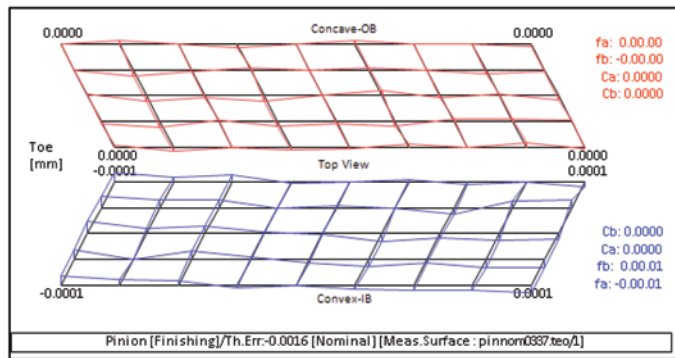 0.0000 Concave-OB 0.0000
fa: 0.00.00
fb: -0.00.00
Ca: 0.0000
Cb: 0.0000
Toe
[mm]
0.0000 0.0000
-0.0001 Top View 0.0001
Cb: 0.0000
Ca: 0.0000
fb: 0.00.01
fa: -0.00.01
-0.0001 Convex-IB 0.0001
Pinion [Finishing]/Th.Err:-0.0016 [Nominal] [Meas.Surface : pinnom0337.teo/1]